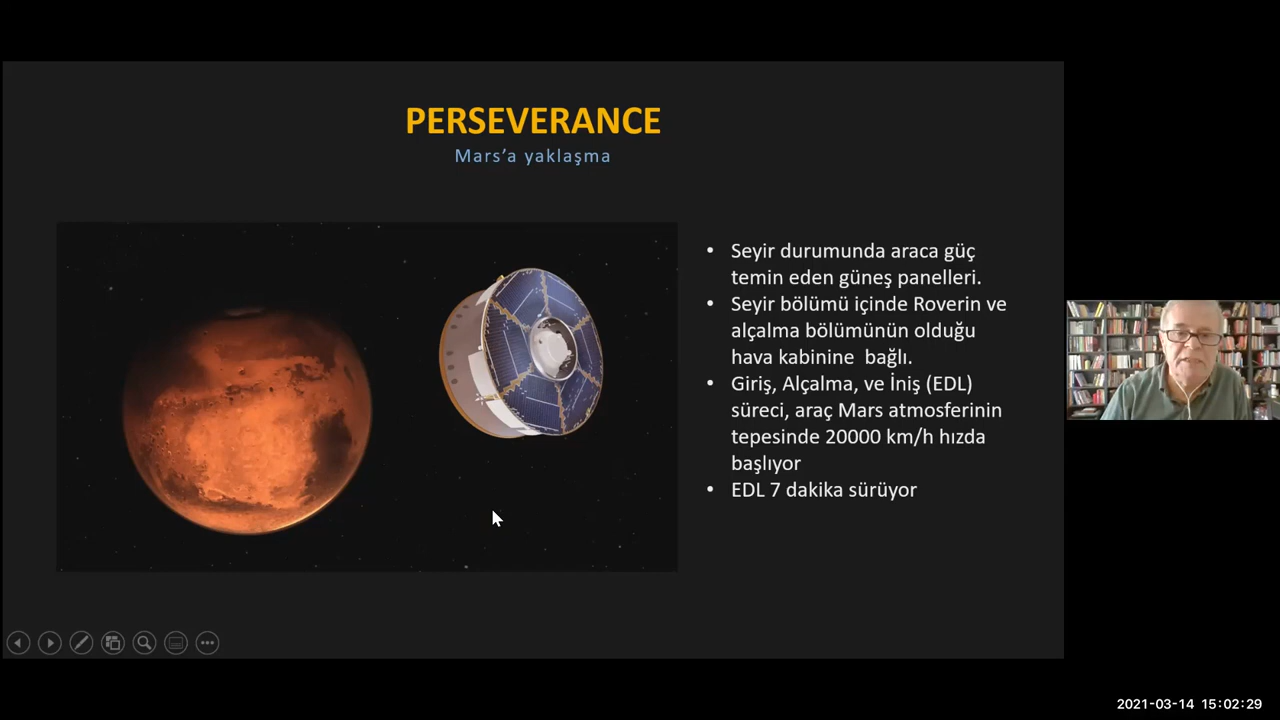 PERSEVERANCE
Mars’a yaklaşma
• Seyir durumunda araca güç
temin eden güneş panelleri.
• Seyir bölümü içinde Roverin ve
alçalma bölümünün olduğu
hava kabinine bağlı.
• Giriş, Alçalma, ve İniş (EDL)
süreci, araç Mars atmosferinin
tepesinde 20000 km/h hızda
başlıyor
• EDL 7 dakika sürüyor
2021-03-14 15:02:29